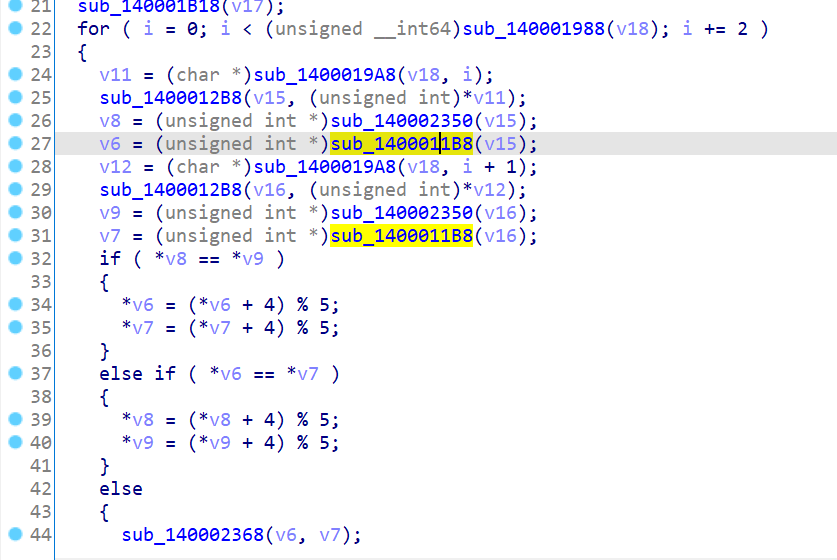 21 sub_140001B18(v17);
22 for ( i = 0; i < (unsigned __int64)sub_140001988(v18); i += 2 )
23 {
24 v11 = (char *)sub_1400019A8(v18, i);
25 sub_1400012B8(v15, (unsigned int)*v11);
26 v8 = (unsigned int *)sub_140002350(v15);
27 v6 = (unsigned int *)sub_1400011B8(v15);
28 v12 = (char *)sub_1400019A8(v18, i + 1);
29 sub_1400012B8(v16, (unsigned int)*v12);
30 v9 = (unsigned int *)sub_140002350(v16);
31 v7 = (unsigned int *)sub_1400011B8(v16);
32 if ( *v8 == *v9 )
33 {
34 *v6 = (*v6 + 4) % 5;
35 *v7 = (*v7 + 4) % 5;
36 }
37 else if ( *v6 == *v7 )
38 {
39 *v8 = (*v8 + 4) % 5;
40 *v9 = (*v9 + 4) % 5;
41 }
42 else
43 {
44 sub_140002368(v6, v7);